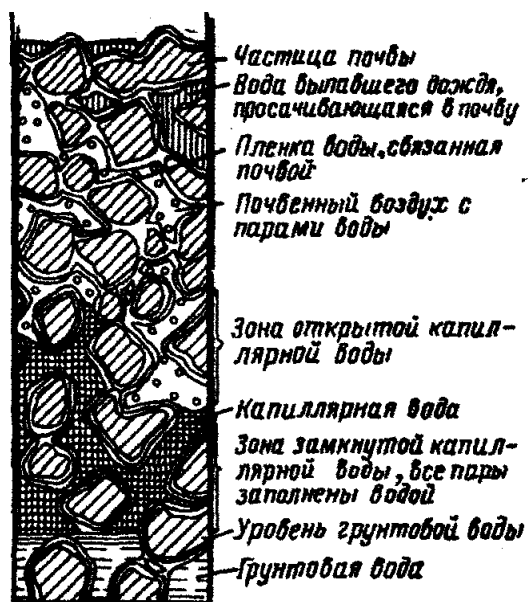 Частица почвы
Вода выпавшего дождя,
просачивающаяся в почву
Пленка воды, связанная
почвой
Почвенный воздух с
парами воды
Зона открытой капил-
лярной воды
Капиллярная вода
Зона замкнутой капил-
лярной воды, все пары
заполнены водой
Уровень грунтовой воды
Грунтовая вода